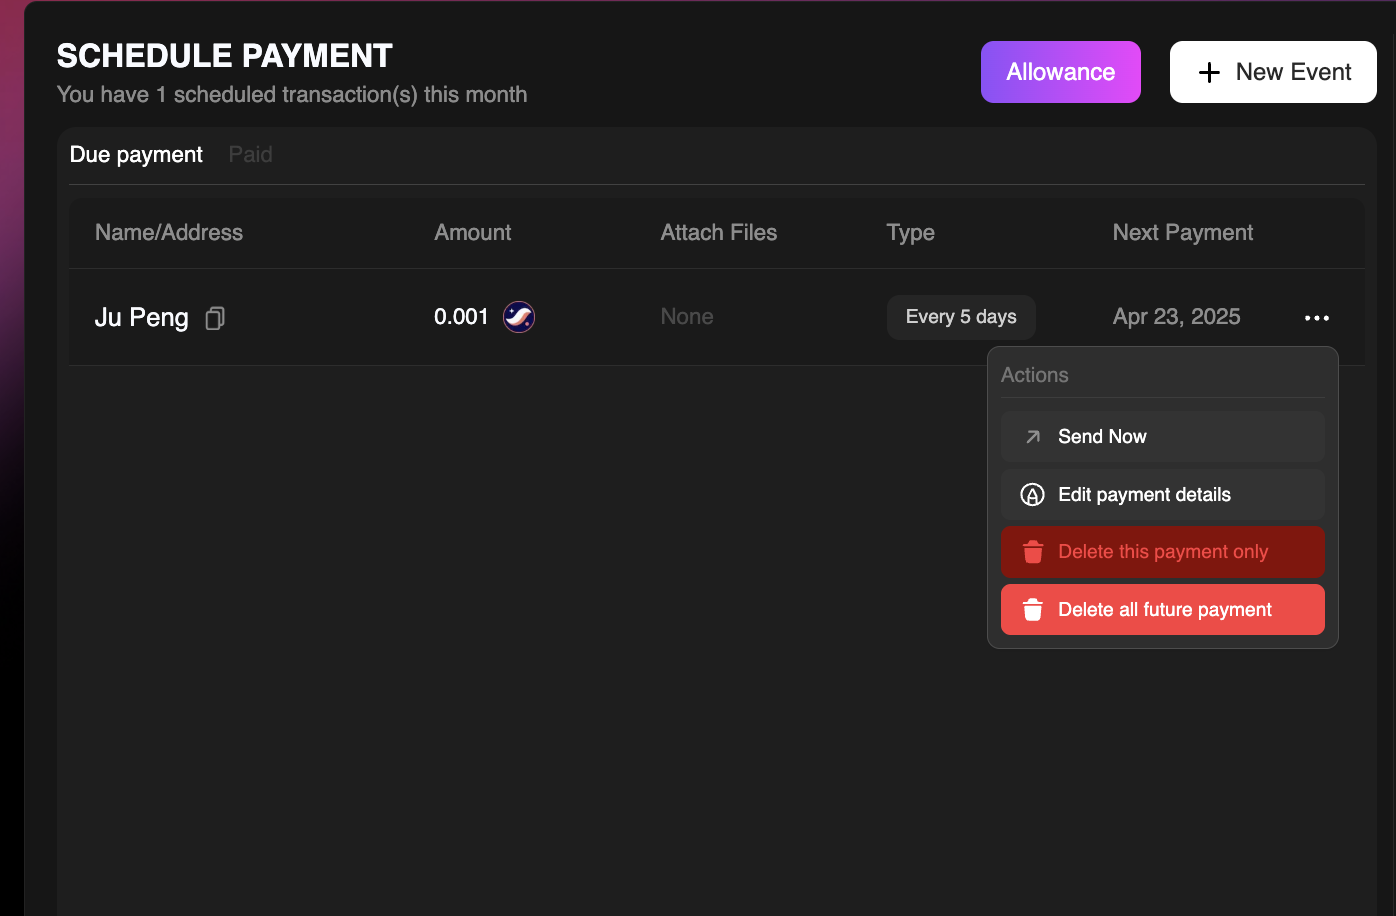 SCHEDULE PAYMENT
You have 1 scheduled transaction(s) this month
Allowance
New Event
Due payment Paid
Name/Address Amount Attach Files Type Next Payment
Ju Peng 0.001 None Every 5 days Apr 23, 2025
Actions
Send Now
Edit payment details
Delete this payment only
Delete all future payment